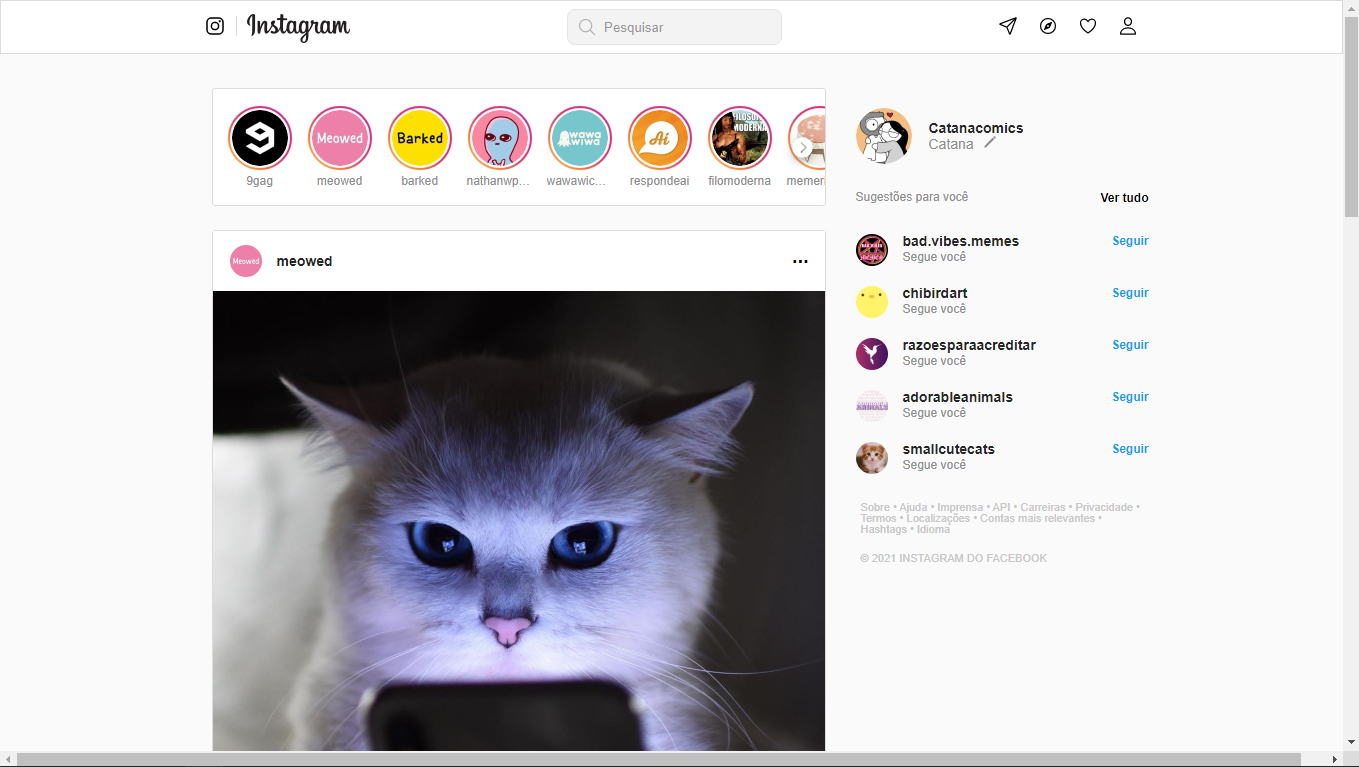 Instagram
Pesquisar
Meowed
Barked
wawa
wiwa
Ai
FILOSOFIA
MODERNA
9gag
meowed
barked
nathanwp...
wawawic...
respondeai
filomoderna
Catanacomics
Catana
Sugestões para você
Ver tudo
Meowed
meowed
...
bad.vibes.memes
Seguir
Segue você
chibirdart
Seguir
Segue você
razoesparaacreditar
Seguir
Segue você
adorableanimals
Seguir
Segue você
smallcutecats
Seguir
Segue você
Sobre • Ajuda • Imprensa • API • Carreiras • Privacidade •
Termos • Localizações • Contas mais relevantes •
Hashtags • Idioma
© 2021 INSTAGRAM DO FACEBOOK